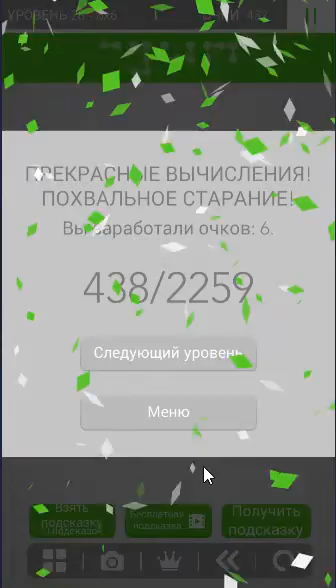 ПРЕКРАСНЫЕ ВЫЧИСЛЕНИЯ!
ПОХВАЛЬНОЕ СТАРАНИЕ!
Вы заработали очков: 6.
438/2259
Следующий уровень
Меню
Взять подсказку
Бесплатная подсказка
Получить подсказку